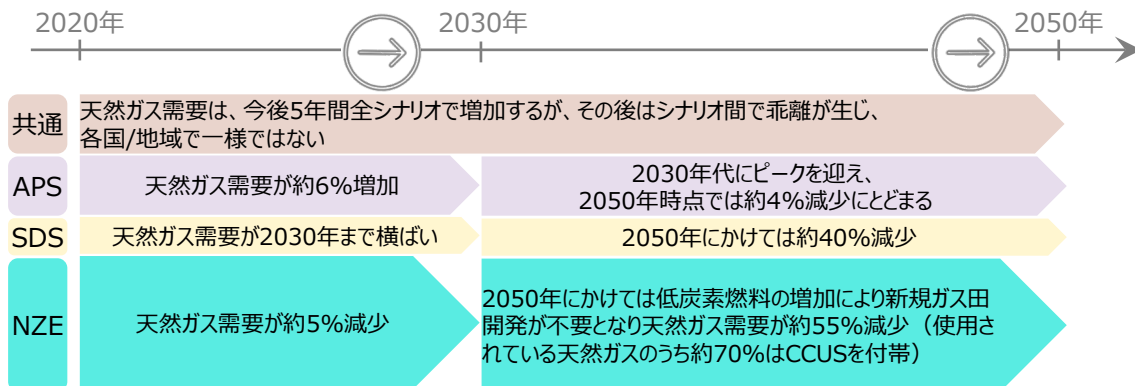 2020年
2030年
2050年
共通
天然ガス需要は、今後5年間全シナリオで増加するが、その後はシナリオ間で乖離が生じ、
各国/地域で一様ではない
APS
天然ガス需要が約6%増加
2030年代にピークを迎え、
2050年時点では約4%減少にとどまる
SDS
天然ガス需要が2030年まで横ばい
2050年にかけては約40%減少
NZE
天然ガス需要が約5%減少
2050年にかけては低炭素燃料の増加により新規ガス田
開発が不要となり天然ガス需要が約55%減少（使用さ
れている天然ガスのうち約70%はCCUSを付帯）